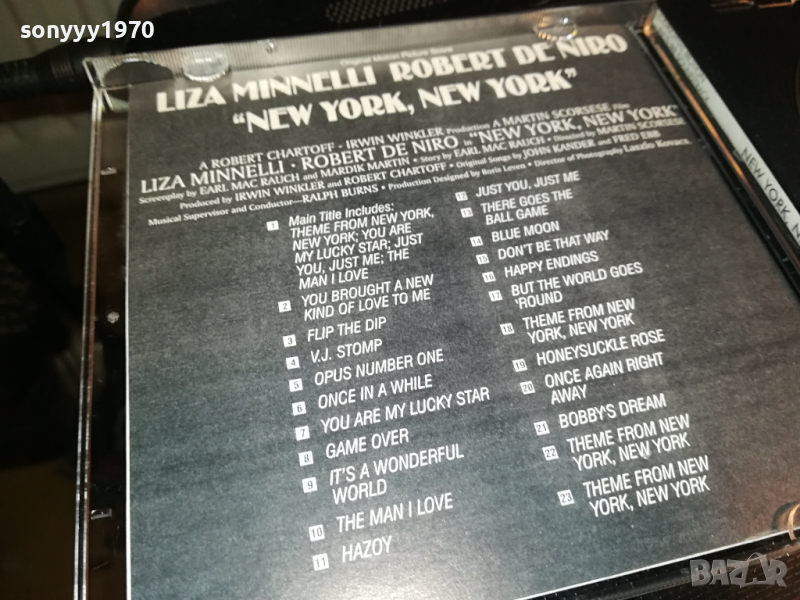 sonyyy1970
Original Motion Picture Score
LIZA MINNELLI ROBERT DE NIRO
"NEW YORK, NEW YORK"
A ROBERT CHARTOFF - IRWIN WINKLER Production A MARTIN SCORSESE Film
LIZA MINNELLI • ROBERT DE NIRO in "NEW YORK, NEW YORK"
Screenplay by EARL MAC RAUCH and MARDIK MARTIN • Story by EARL MAC RAUCH • Directed by MARTIN SCORSESE
Produced by IRWIN WINKLER and ROBERT CHARTOFF • Original Songs by JOHN KANDER and FRED EBB
Musical Supervisor and Conductor—RALPH BURNS • Production Designed by Boris Leven • Director of Photography Laszlo Kovacs
1 Main Title Includes:
THEME FROM NEW YORK,
NEW YORK; YOU ARE
MY LUCKY STAR; JUST
YOU, JUST ME; THE
MAN I LOVE
2 YOU BROUGHT A NEW
KIND OF LOVE TO ME
3 FLIP THE DIP
4 V.J. STOMP
5 OPUS NUMBER ONE
6 ONCE IN A WHILE
7 YOU ARE MY LUCKY STAR
8 GAME OVER
9 IT'S A WONDERFUL
WORLD
10 THE MAN I LOVE
11 HAZOY
12 JUST YOU, JUST ME
13 THERE GOES THE
BALL GAME
14 BLUE MOON
15 DON'T BE THAT WAY
16 HAPPY ENDINGS
17 BUT THE WORLD GOES
'ROUND
18 THEME FROM NEW
YORK, NEW YORK
19 HONEYSUCKLE ROSE
20 ONCE AGAIN RIGHT
AWAY
21 BOBBY'S DREAM
22 THEME FROM NEW
YORK, NEW YORK
23 THEME FROM NEW
YORK, NEW YORK
NEW YORK
BAZAR